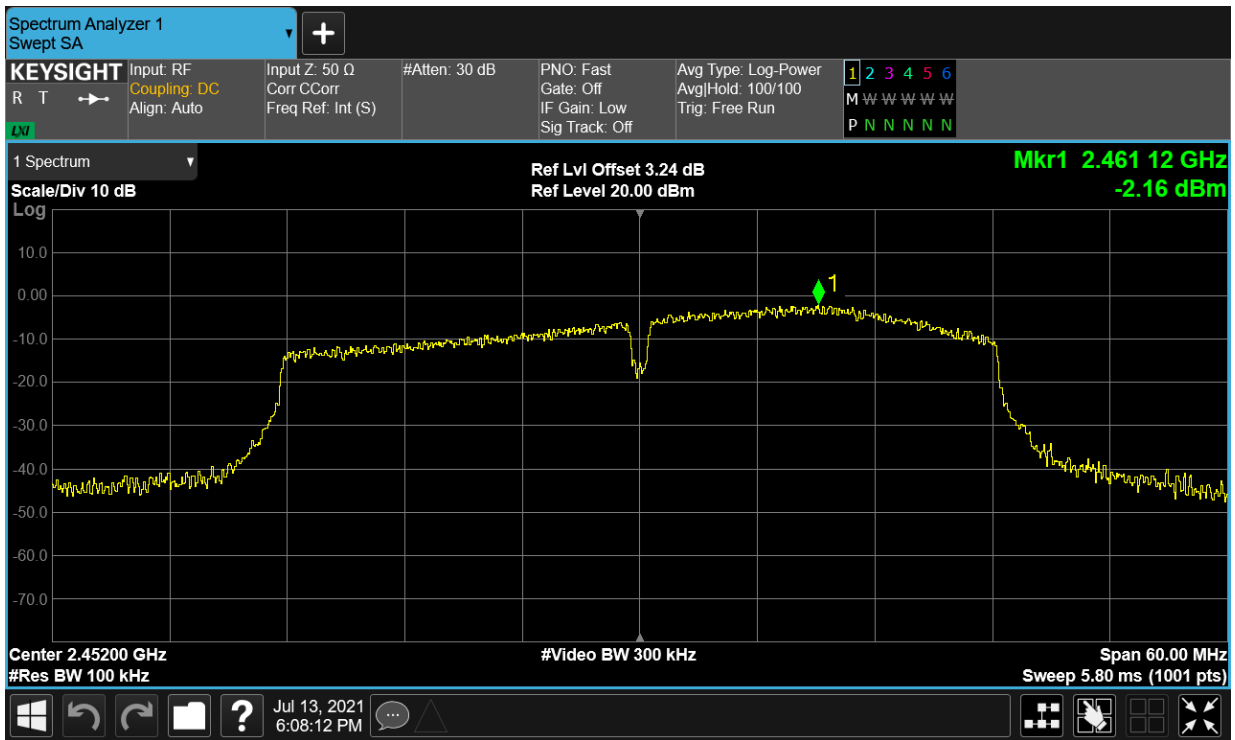 Spectrum Analyzer 1
Swept SA
KEYSIGHT
R T
LXI
Input: RF
Coupling: DC
Align: Auto
Input Z: 50 Ω
Corr CCorr
Freq Ref: Int (S)
#Atten: 30 dB
PNO: Fast
Gate: Off
IF Gain: Low
Sig Track: Off
Avg Type: Log-Power
Avg|Hold: 100/100
Trig: Free Run
1 2 3 4 5 6
M W W W W W
P N N N N N
1 Spectrum
Scale/Div 10 dB
Log
Ref Lvl Offset 3.24 dB
Ref Level 20.00 dBm
Mkr1 2.461 12 GHz
-2.16 dBm
10.0
0.00
-10.0
-20.0
-30.0
-40.0
-50.0
-60.0
-70.0
1
Center 2.45200 GHz
#Res BW 100 kHz
#Video BW 300 kHz
Span 60.00 MHz
Sweep 5.80 ms (1001 pts)
?
Jul 13, 2021
6:08:12 PM